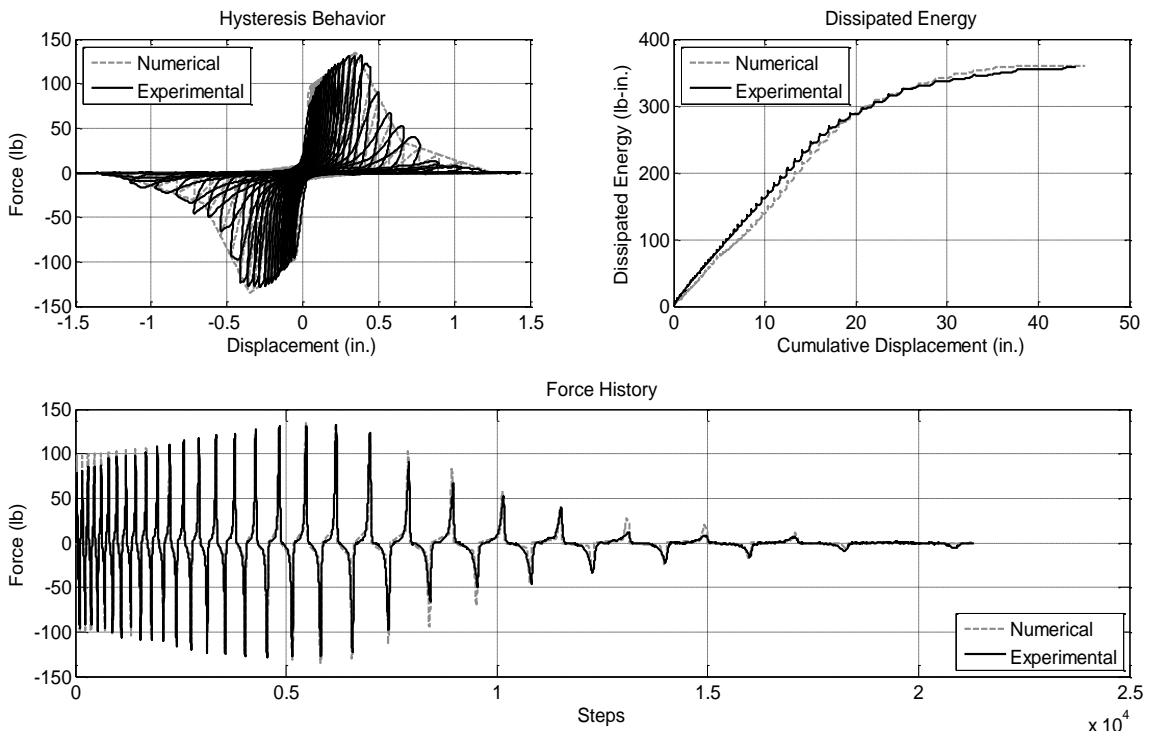 Hysteresis Behavior
150
100
50
0
-50
-100
-150
-1.5 -1 -0.5 0 0.5 1 1.5
Force (lb)
Displacement (in.)
Numerical
Experimental
Dissipated Energy
400
300
200
100
0
0 10 20 30 40 50
Dissipated Energy (lb-in.)
Cumulative Displacement (in.)
Numerical
Experimental
Force History
150
100
50
0
-50
-100
-150
0 0.5 1 1.5 2 2.5
x 10^4
Force (lb)
Steps
Numerical
Experimental